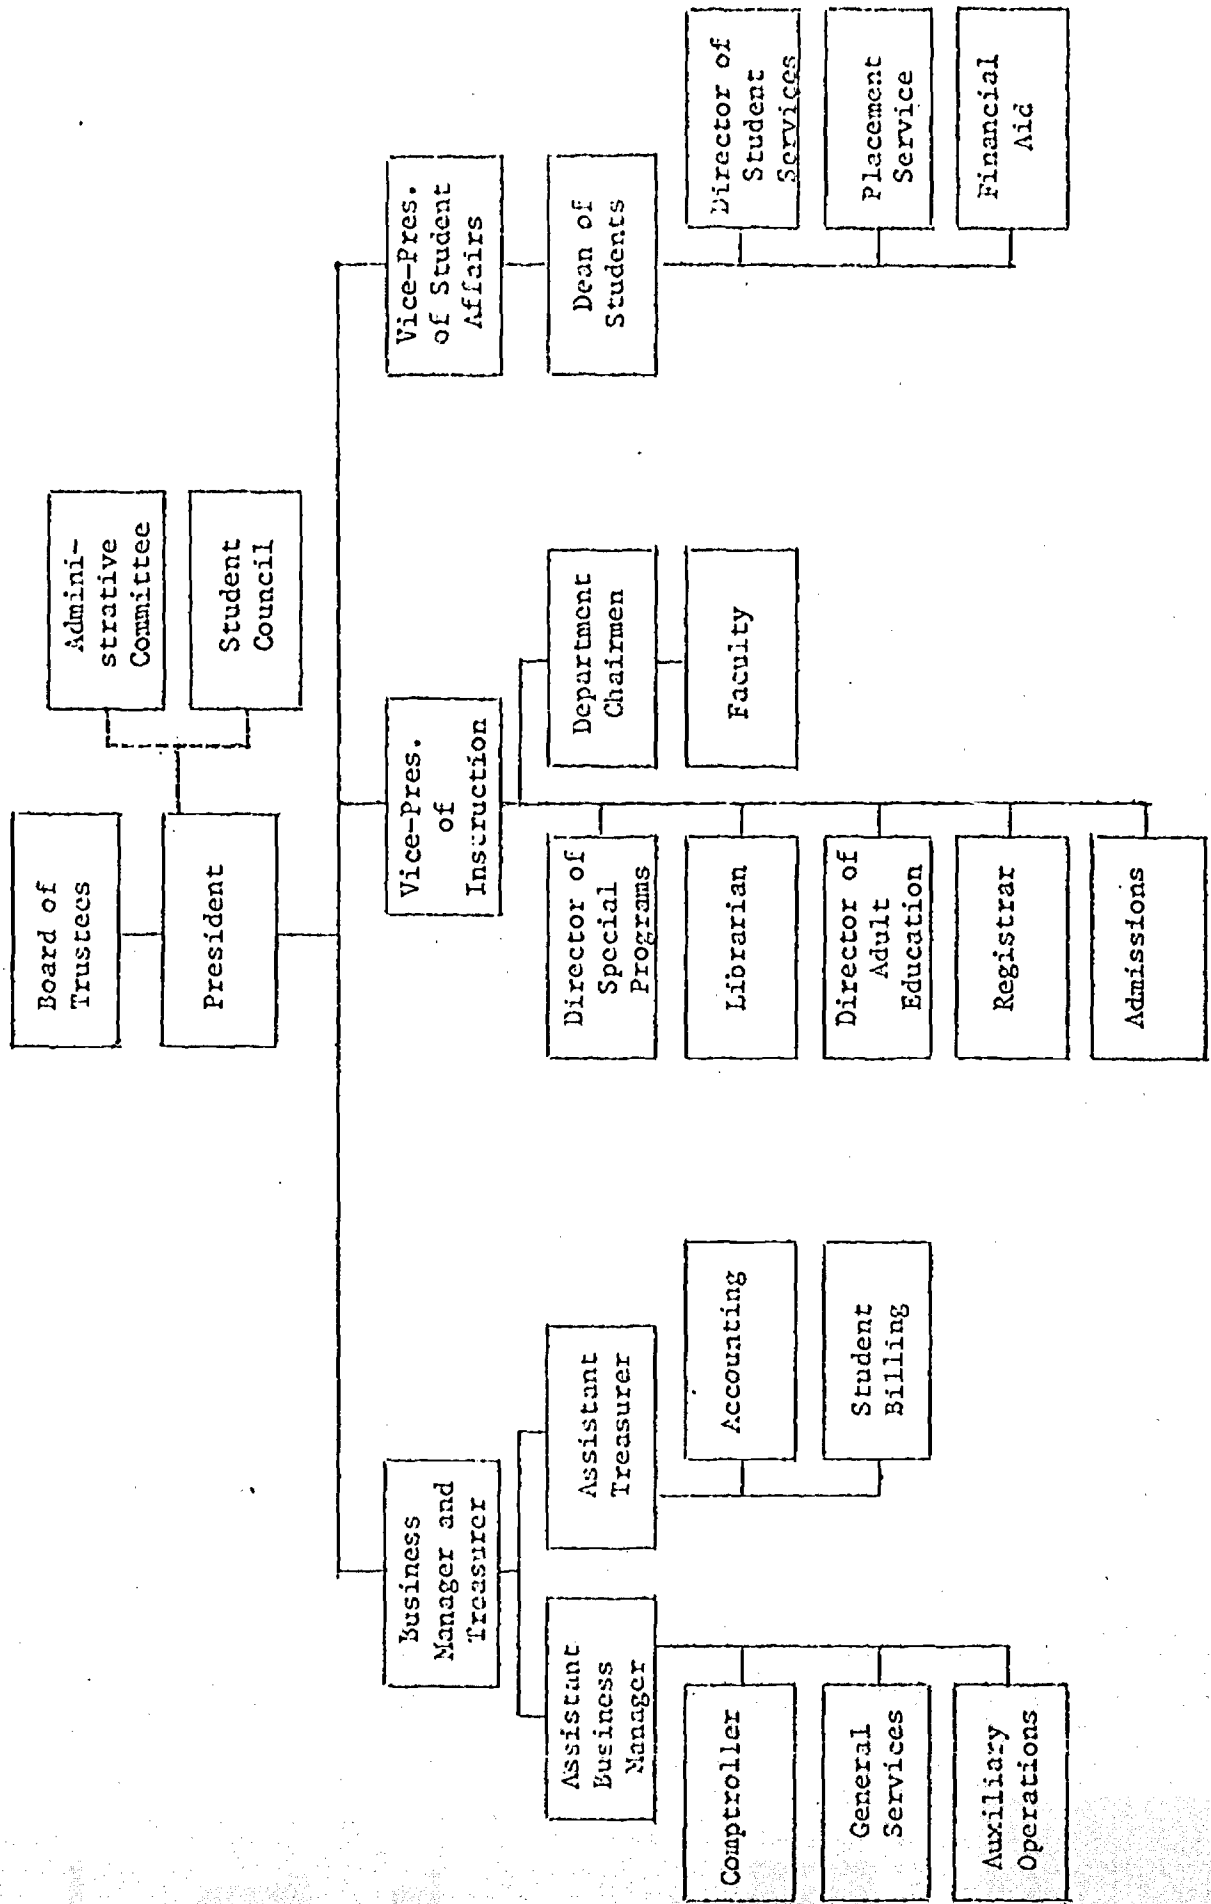 Board of
Trustees
President
Admini-
strative
Committee
Student
Council
Business
Manager and
Treasurer
Vice-Pres.
of
Instruction
Vice-Pres.
of Student
Affairs
Assistant
Business
Manager
Assistant
Treasurer
Director of
Special
Programs
Department
Chairmen
Dean of
Students
Comptroller
Accounting
Librarian
Faculty
Director of
Student
Services
General
Services
Student
Billing
Director of
Adult
Education
Placement
Service
Auxiliary
Operations
Registrar
Financial
Aid
Admissions